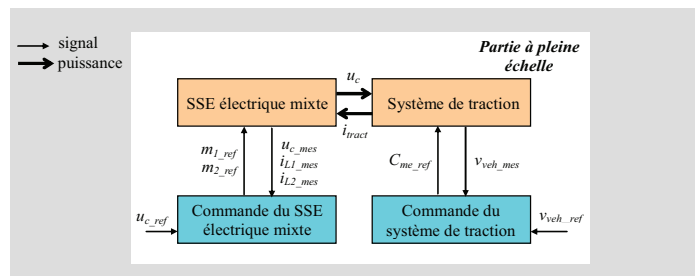 signal
puissance
Partie à pleine
échelle
u_c
SSE électrique mixte
Système de traction
i_tract
m_1_ref
m_2_ref
u_c_mes
i_L1_mes
i_L2_mes
C_me_ref
v_veh_mes
u_c_ref
Commande du SSE
électrique mixte
Commande du
système de traction
v_veh_ref